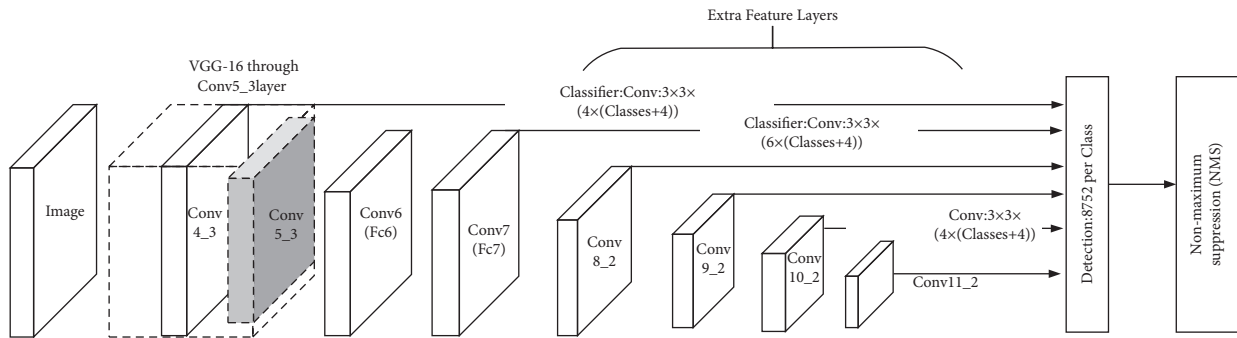 Extra Feature Layers
VGG-16 through
Conv5_3layer
Classifier:Conv:3×3×
(4×(Classes+4))
Classifier:Conv:3×3×
(6×(Classes+4))
Image
Conv
4_3
Conv
5_3
Conv6
(Fc6)
Conv7
(Fc7)
Conv
8_2
Conv
9_2
Conv
10_2
Conv11_2
Conv:3×3×
(4×(Classes+4))
Detection:8752 per Class
Non-maximum
suppression (NMS)